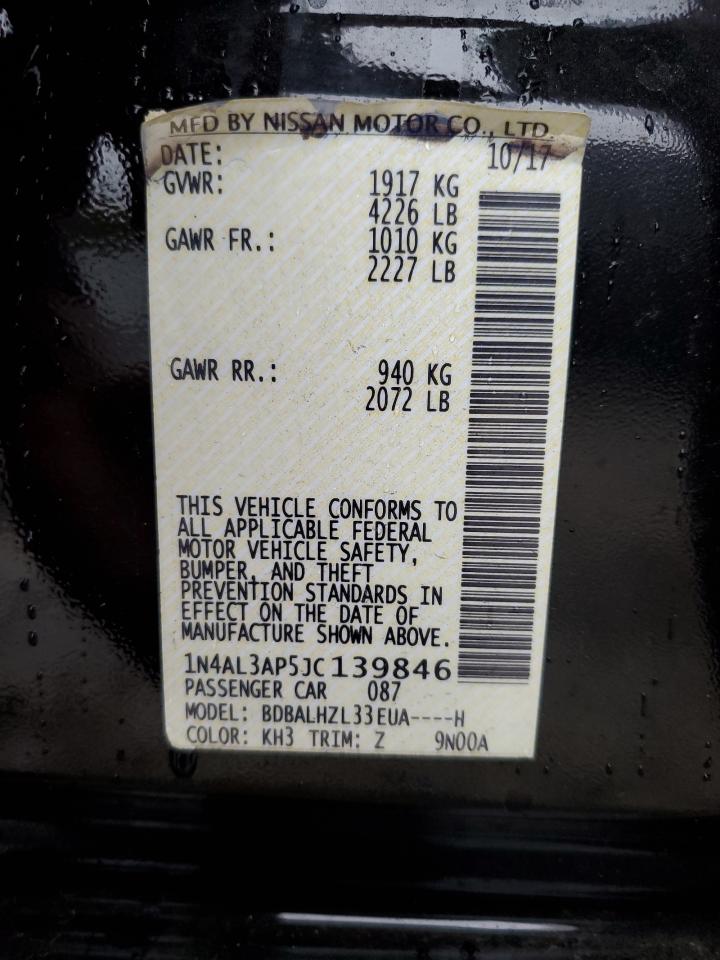 MFD BY NISSAN MOTOR CO., LTD.
DATE: 10/17
GVWR: 1917 KG
4226 LB
GAWR FR.: 1010 KG
2227 LB
GAWR RR.: 940 KG
2072 LB
THIS VEHICLE CONFORMS TO
ALL APPLICABLE FEDERAL
MOTOR VEHICLE SAFETY,
BUMPER, AND THEFT
PREVENTION STANDARDS IN
EFFECT ON THE DATE OF
MANUFACTURE SHOWN ABOVE.
1N4AL3AP5JC139846
PASSENGER CAR 087
MODEL: BDBALHZL33EUA----H
COLOR: KH3 TRIM: Z 9N00A